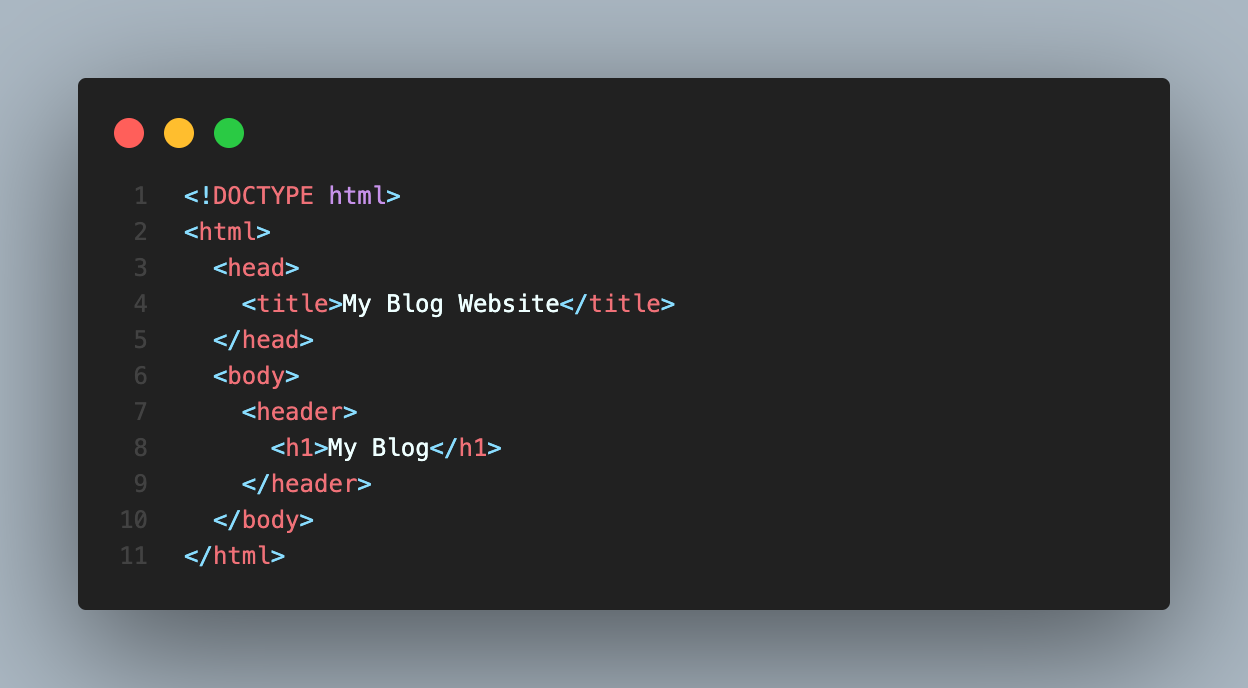 1 <!DOCTYPE html>
2 <html>
3   <head>
4     <title>My Blog Website</title>
5   </head>
6   <body>
7     <header>
8       <h1>My Blog</h1>
9     </header>
10   </body>
11 </html>